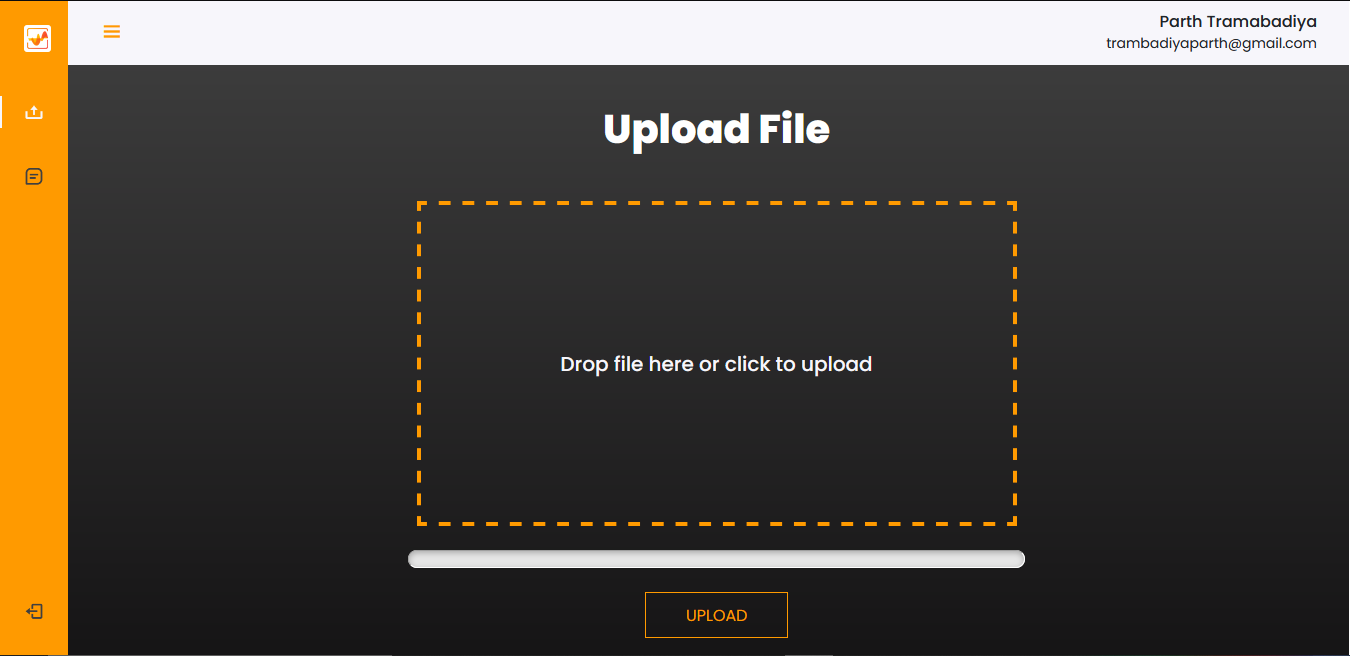 Parth Tramabadiya
trambadiyaparth@gmail.com
Upload File
Drop file here or click to upload
UPLOAD